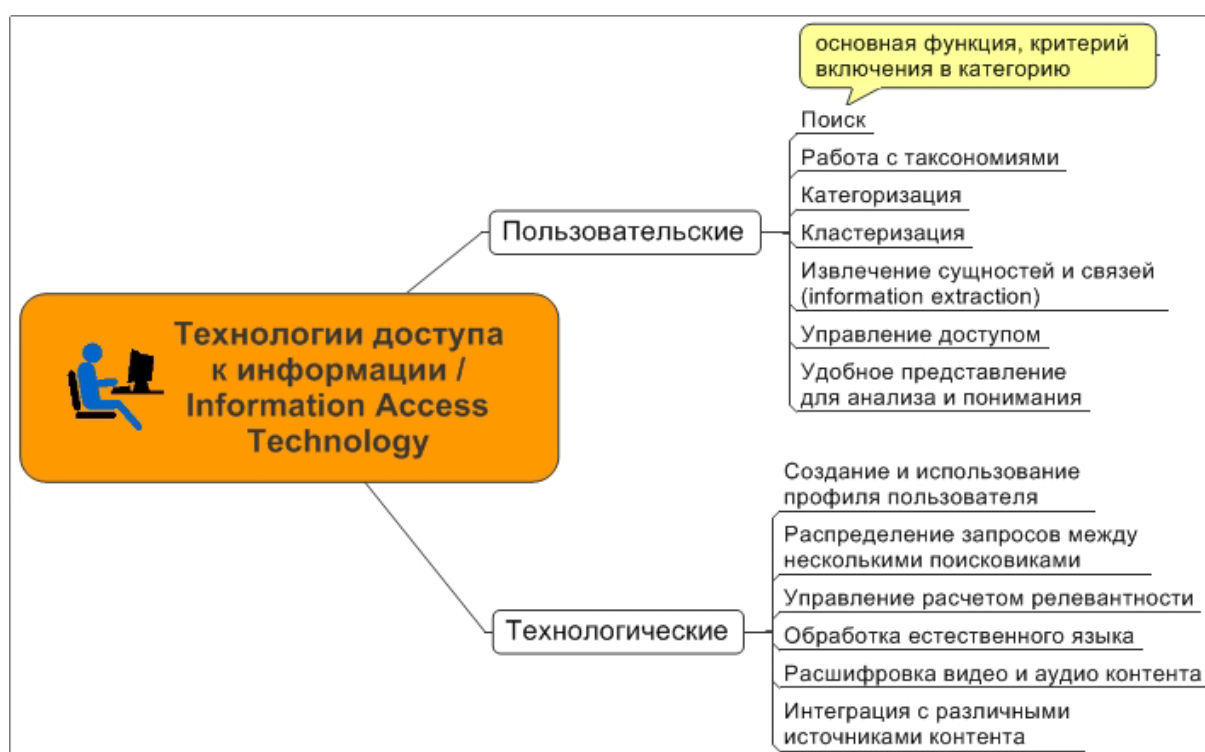 основная функция, критерий
включения в категорию
Поиск
Работа с таксономиями
Категоризация
Пользовательские
Кластеризация
Извлечение сущностей и связей
(information extraction)
Управление доступом
Удобное представление
для анализа и понимания
Технологии доступа
к информации /
Information Access
Technology
Создание и использование
профиля пользователя
Распределение запросов между
несколькими поисковиками
Управление расчетом релевантности
Технологические
Обработка естественного языка
Расшифровка видео и аудио контента
Интеграция с различными
источниками контента